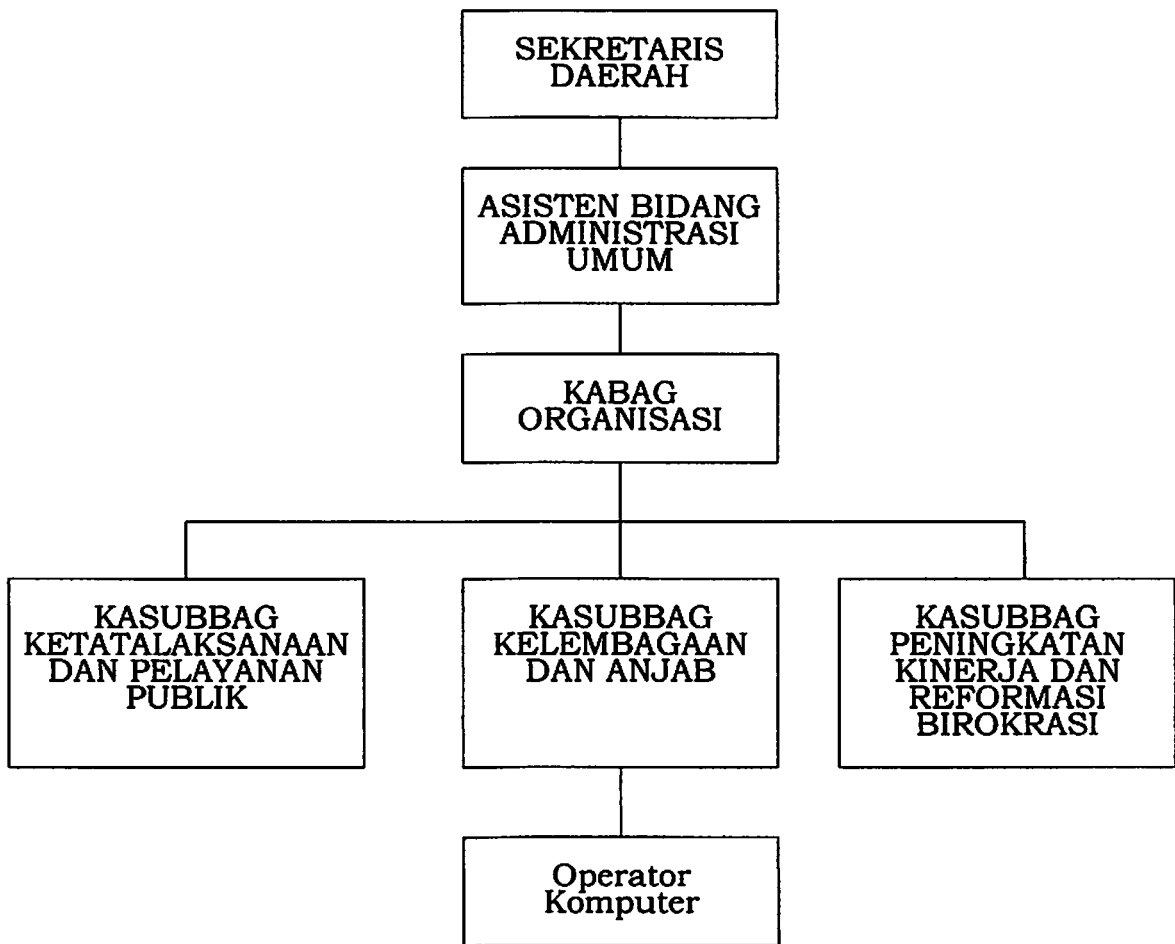 SEKRETARIS
DAERAH
ASISTEN BIDANG
ADMINISTRASI
UMUM
KABAG
ORGANISASI
KASUBBAG
KETATALAKSANAAN
DAN PELAYANAN
PUBLIK
KASUBBAG
KELEMBAGAAN
DAN ANJAB
KASUBBAG
PENINGKATAN
KINERJA DAN
REFORMASI
BIROKRASI
Operator
Komputer